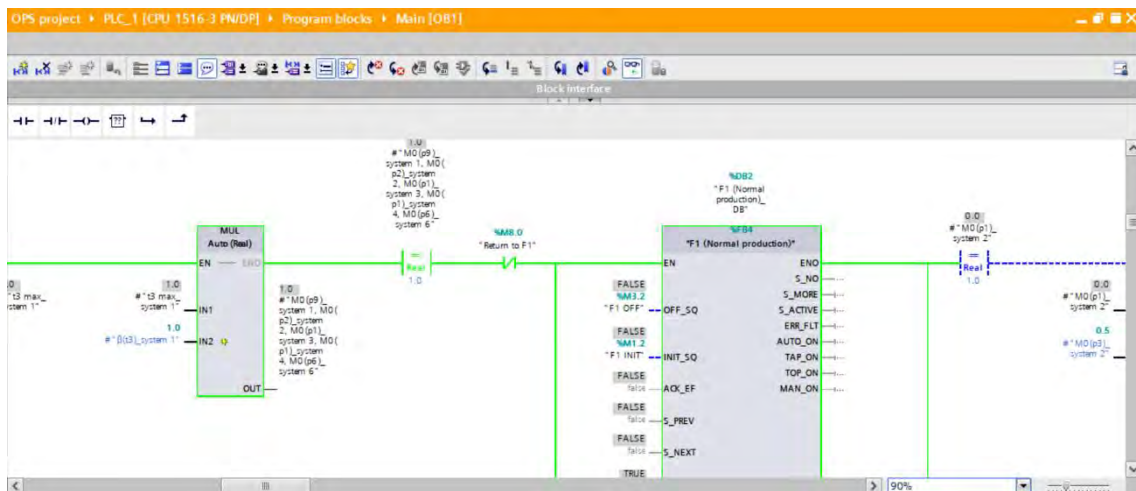 OPS project ▸ PLC_1 [CPU 1516-3 PN/DP] ▸ Program blocks ▸ Main [OB1]
Block interface
1.0
#"M0(p9)_
system 1, M0(
p2)_system
2, M0(p1)_
system 3, M0(
p1)_system
4, M0(p6)_
system 6"
==
Real
1.0
%M8.0
"Return to F1"
MUL
Auto (Real)
EN
ENO
.0
"t3 max_
stem 1"
1.0
#"t3 max_
system 1"
IN1
1.0
#"β(t3)_system 1"
IN2
OUT
1.0
#"M0(p9)_
system 1, M0(
p2)_system
2, M0(p1)_
system 3, M0(
p1)_system
4, M0(p6)_
system 6"
%DB2
"F1 (Normal
production)_
DB"
%FB4
"F1 (Normal production)"
EN
ENO
S_NO
S_MORE
S_ACTIVE
ERR_FLT
AUTO_ON
TAP_ON
TOP_ON
MAN_ON
FALSE
%M3.2
"F1 OFF"
OFF_SQ
FALSE
%M1.2
"F1 INIT"
INIT_SQ
FALSE
false
ACK_EF
FALSE
false
S_PREV
FALSE
false
S_NEXT
TRUE
0.0
#"M0(p1)_
system 2"
==
Real
1.0
0.0
#"M0(p1)_
system 2"
0.5
#"M0(p3)_
system 2"
90%